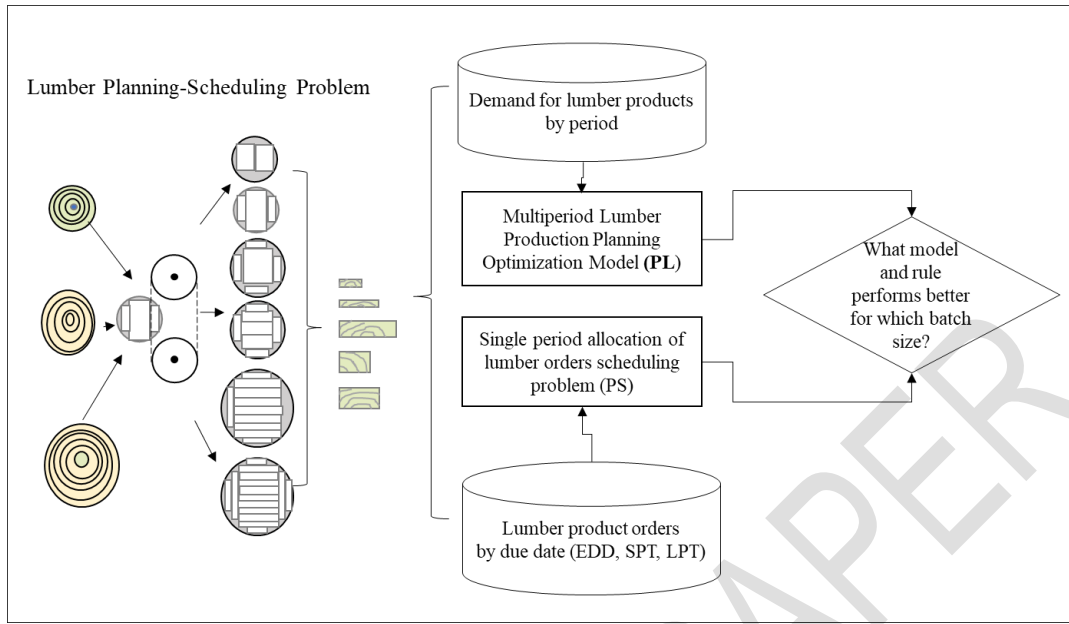 Lumber Planning-Scheduling Problem
Demand for lumber products
by period
Multiperiod Lumber
Production Planning
Optimization Model (PL)
What model
and rule
performs better
for which batch
size?
Single period allocation of
lumber orders scheduling
problem (PS)
Lumber product orders
by due date (EDD, SPT, LPT)
APER